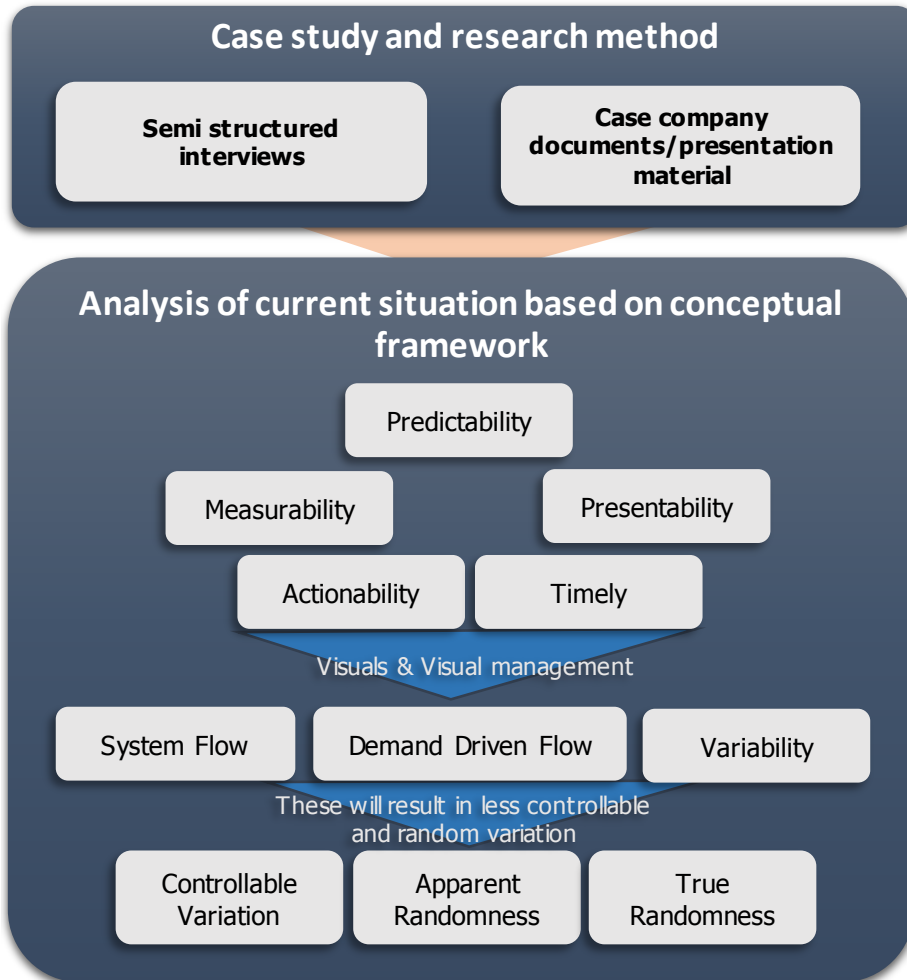 Case study and research method
Semi structured
interviews
Case company
documents/presentation
material
Analysis of current situation based on conceptual
framework
Predictability
Measurability
Presentability
Actionability
Timely
Visuals & Visual management
System Flow
Demand Driven Flow
Variability
These will result in less controllable
and random variation
Controllable
Variation
Apparent
Randomness
True
Randomness